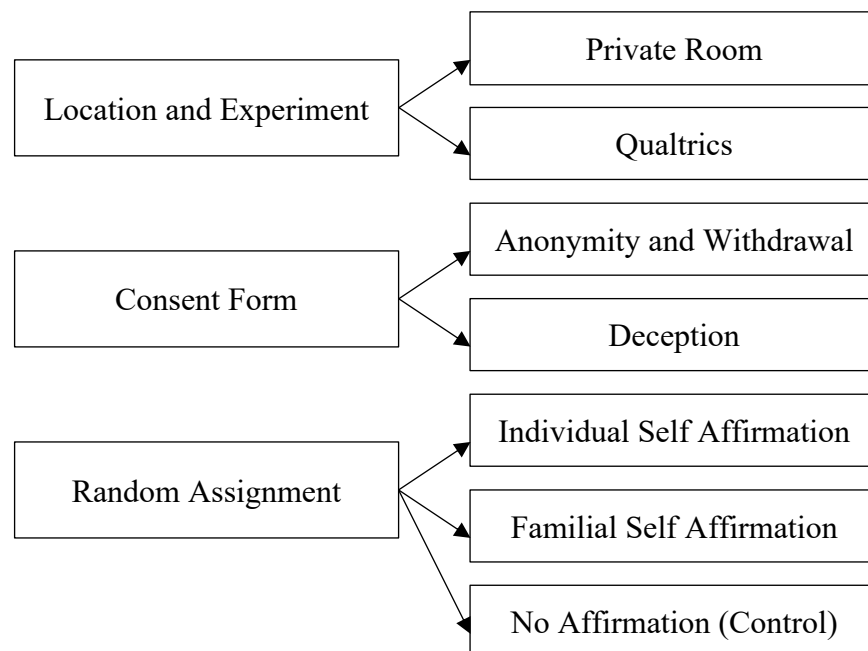 Location and Experiment
Private Room
Qualtrics
Consent Form
Anonymity and Withdrawal
Deception
Random Assignment
Individual Self Affirmation
Familial Self Affirmation
No Affirmation (Control)